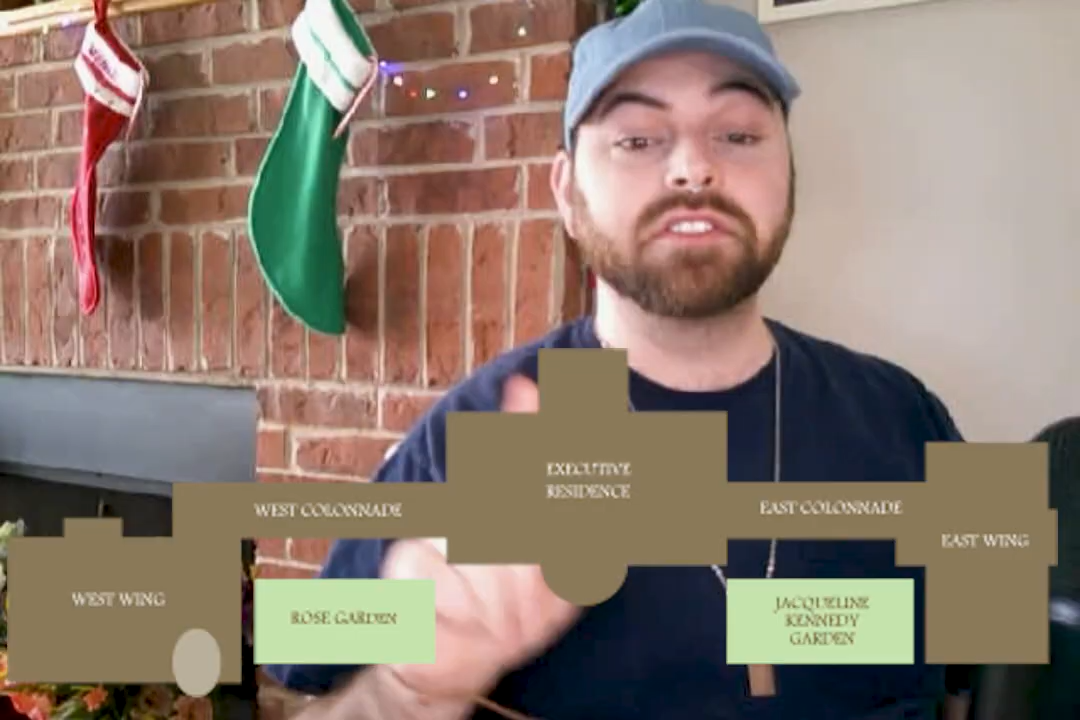 EXECUTIVE
RESIDENCE
WEST COLONNADE
EAST COLONNADE
EAST WING
WEST WING
ROSE GARDEN
JACQUELINE
KENNEDY
GARDEN